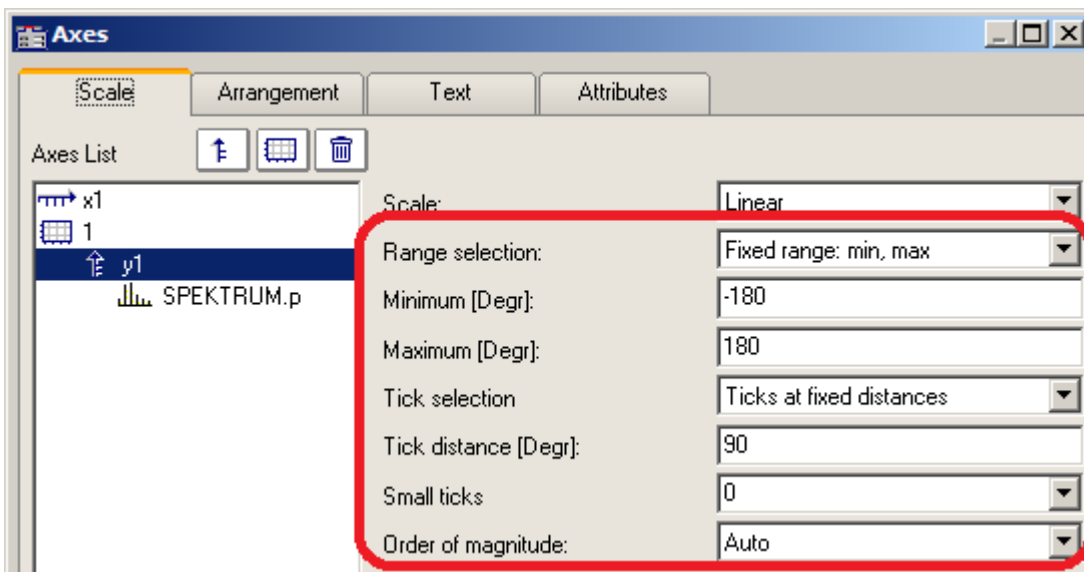 Axes
Scale Arrangement Text Attributes
Axes List
x1
1
y1
SPEKTRUM.p
Scale: Linear
Range selection: Fixed range: min, max
Minimum [Degr]: -180
Maximum [Degr]: 180
Tick selection Ticks at fixed distances
Tick distance [Degr]: 90
Small ticks 0
Order of magnitude: Auto